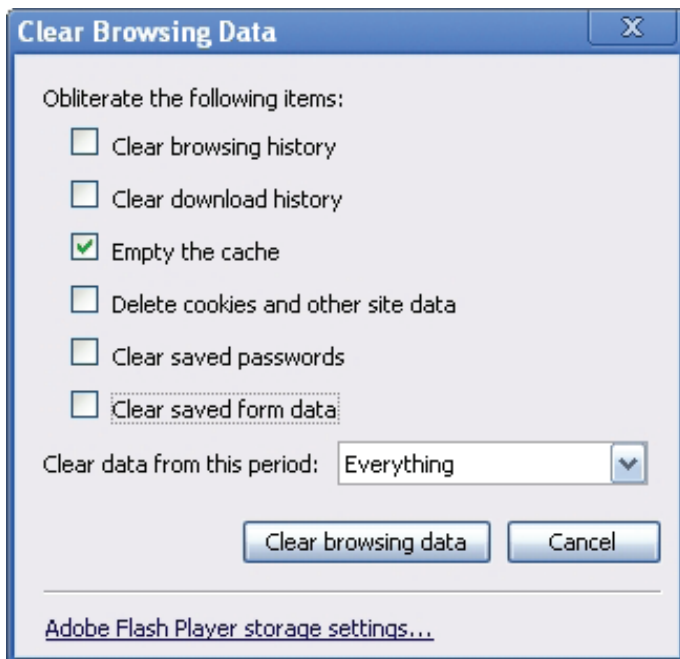 Clear Browsing Data
Obliterate the following items:
Clear browsing history
Clear download history
Empty the cache
Delete cookies and other site data
Clear saved passwords
Clear saved form data
Clear data from this period: Everything
Clear browsing data Cancel
Adobe Flash Player storage settings...